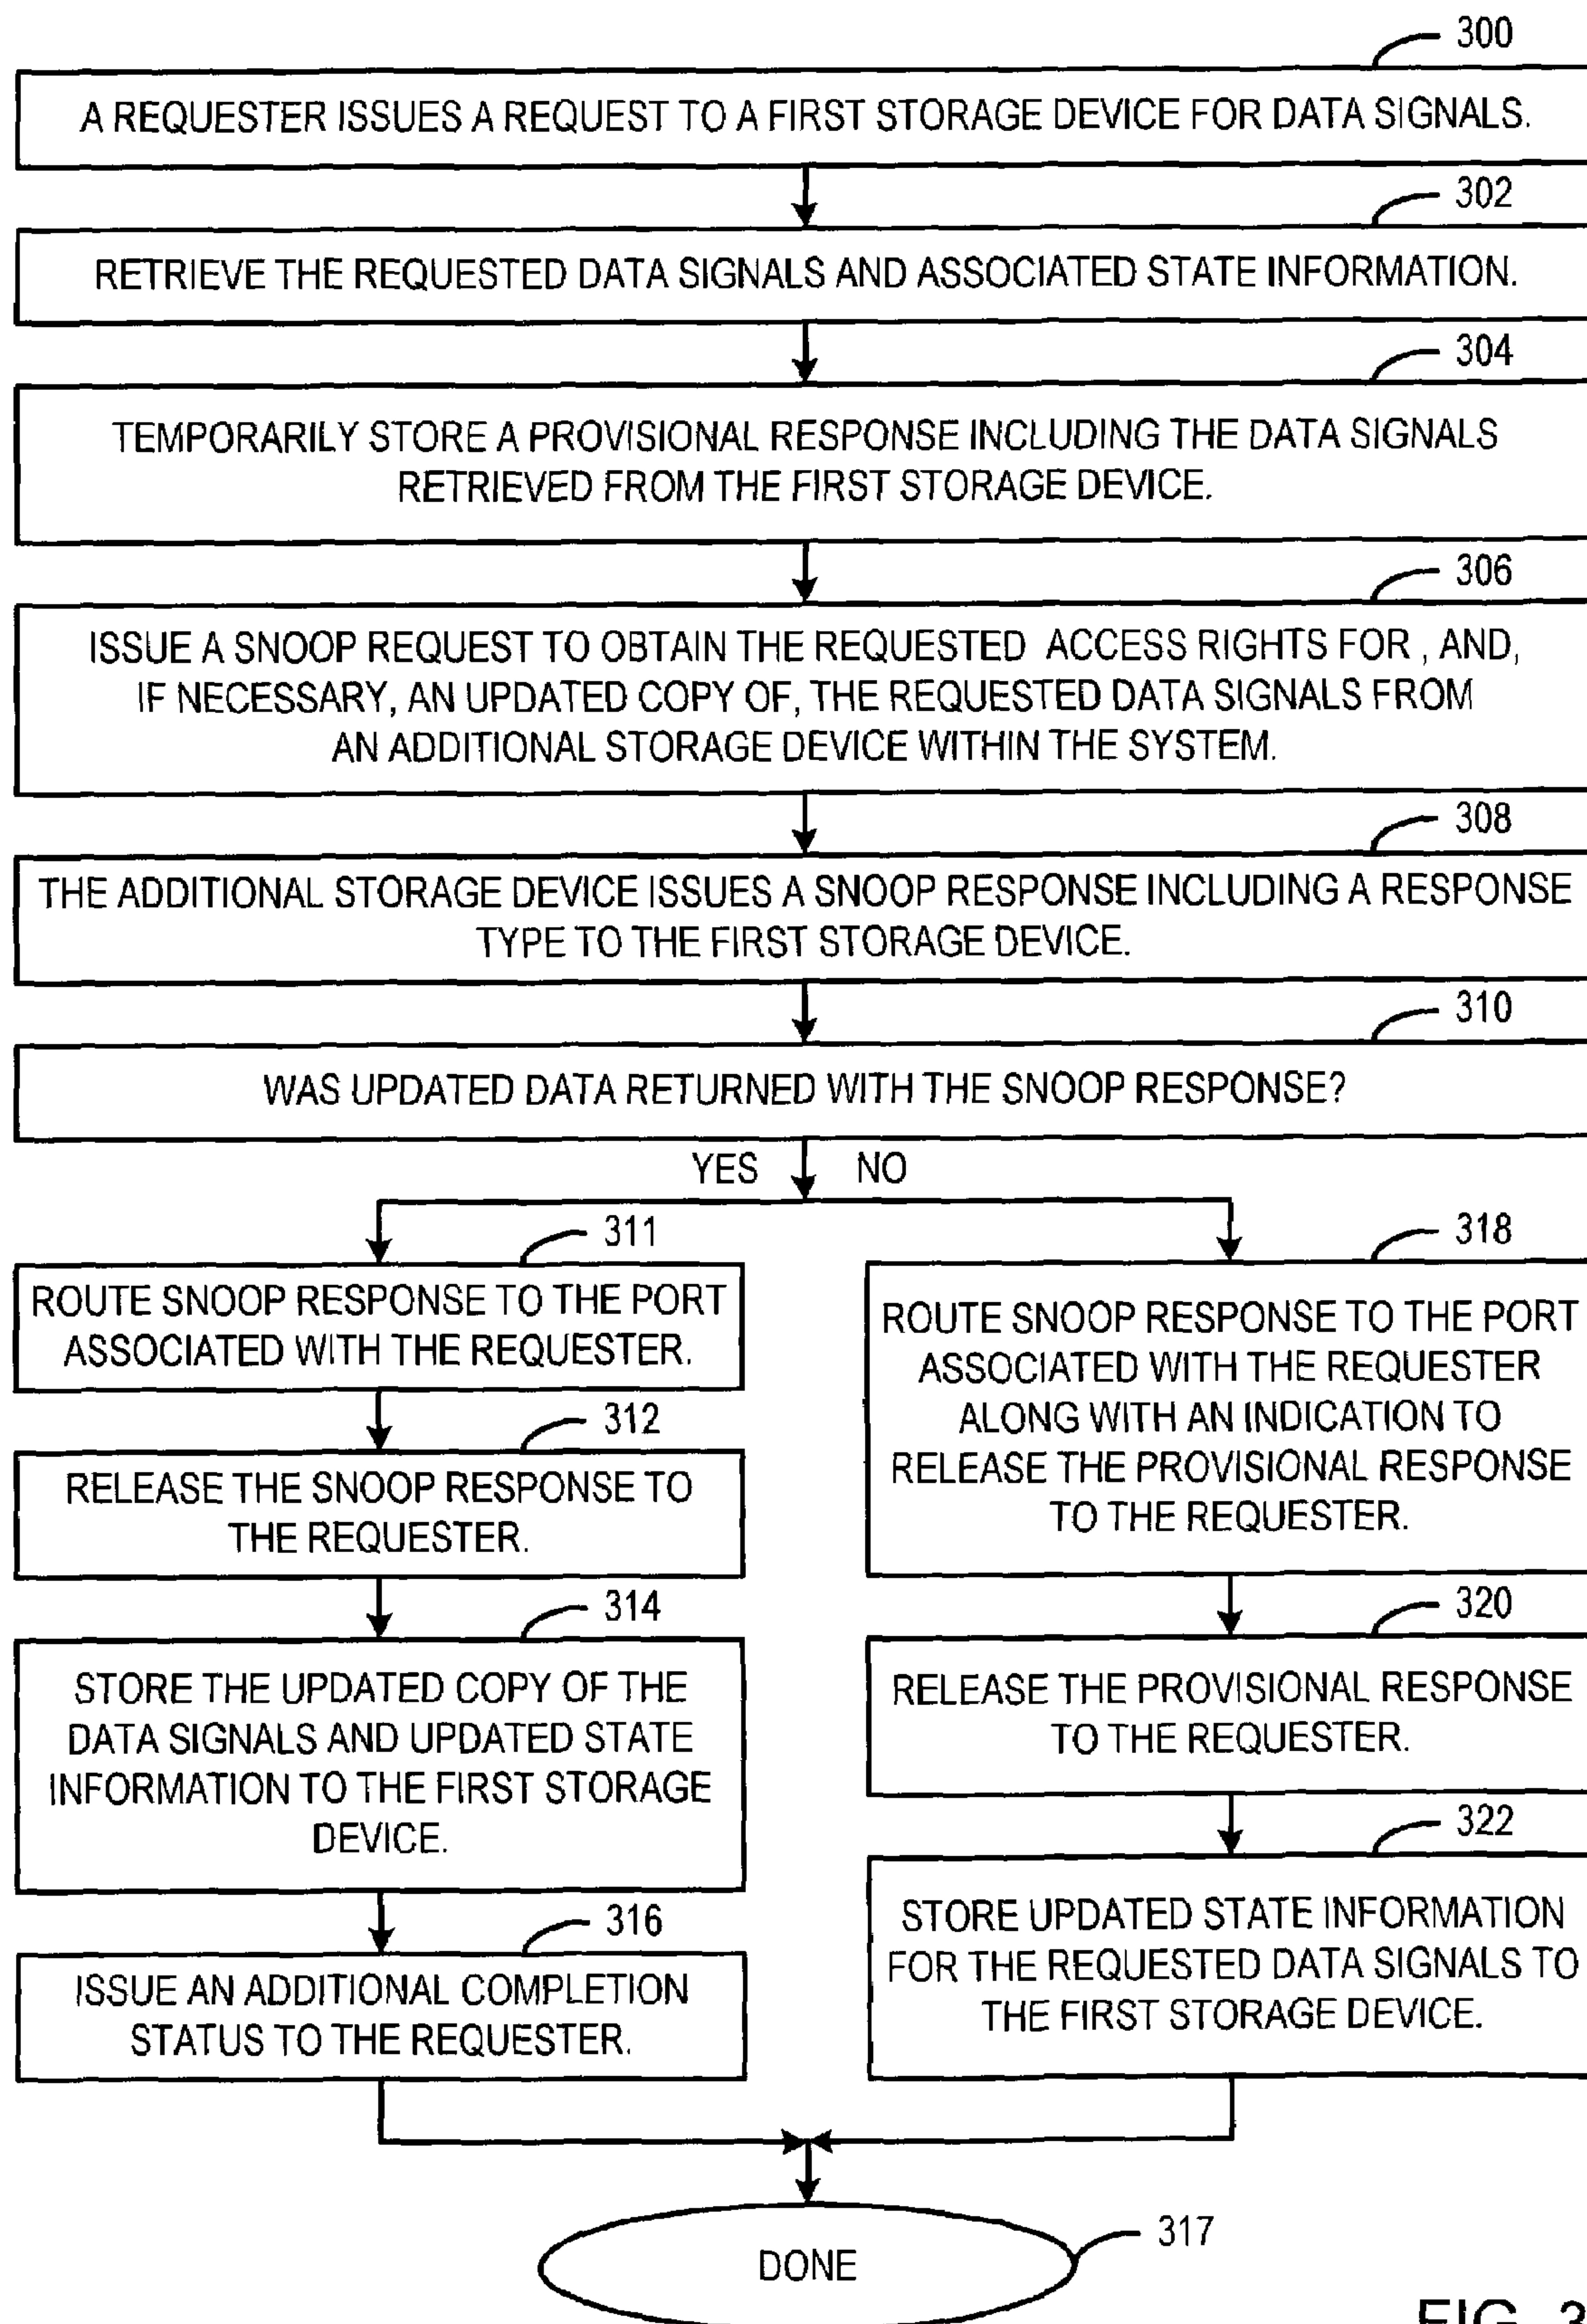 300
A REQUESTER ISSUES A REQUEST TO A FIRST STORAGE DEVICE FOR DATA SIGNALS.
302
RETRIEVE THE REQUESTED DATA SIGNALS AND ASSOCIATED STATE INFORMATION.
304
TEMPORARILY STORE A PROVISIONAL RESPONSE INCLUDING THE DATA SIGNALS
RETRIEVED FROM THE FIRST STORAGE DEVICE.
306
ISSUE A SNOOP REQUEST TO OBTAIN THE REQUESTED ACCESS RIGHTS FOR , AND,
IF NECESSARY, AN UPDATED COPY OF, THE REQUESTED DATA SIGNALS FROM
AN ADDITIONAL STORAGE DEVICE WITHIN THE SYSTEM.
308
THE ADDITIONAL STORAGE DEVICE ISSUES A SNOOP RESPONSE INCLUDING A RESPONSE
TYPE TO THE FIRST STORAGE DEVICE.
310
WAS UPDATED DATA RETURNED WITH THE SNOOP RESPONSE?
YES NO
311
ROUTE SNOOP RESPONSE TO THE PORT
ASSOCIATED WITH THE REQUESTER.
312
RELEASE THE SNOOP RESPONSE TO
THE REQUESTER.
314
STORE THE UPDATED COPY OF THE
DATA SIGNALS AND UPDATED STATE
INFORMATION TO THE FIRST STORAGE
DEVICE.
316
ISSUE AN ADDITIONAL COMPLETION
STATUS TO THE REQUESTER.
318
ROUTE SNOOP RESPONSE TO THE PORT
ASSOCIATED WITH THE REQUESTER
ALONG WITH AN INDICATION TO
RELEASE THE PROVISIONAL RESPONSE
TO THE REQUESTER.
320
RELEASE THE PROVISIONAL RESPONSE
TO THE REQUESTER.
322
STORE UPDATED STATE INFORMATION
FOR THE REQUESTED DATA SIGNALS TO
THE FIRST STORAGE DEVICE.
DONE
317
FIG. 3